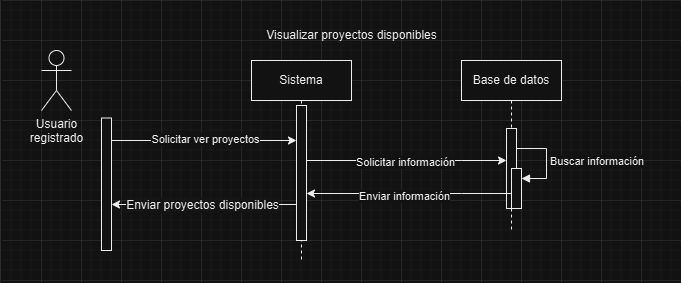 Visualizar proyectos disponibles
Sistema
Base de datos
Usuario
registrado
Solicitar ver proyectos
Solicitar información
Buscar información
Enviar información
Enviar proyectos disponibles